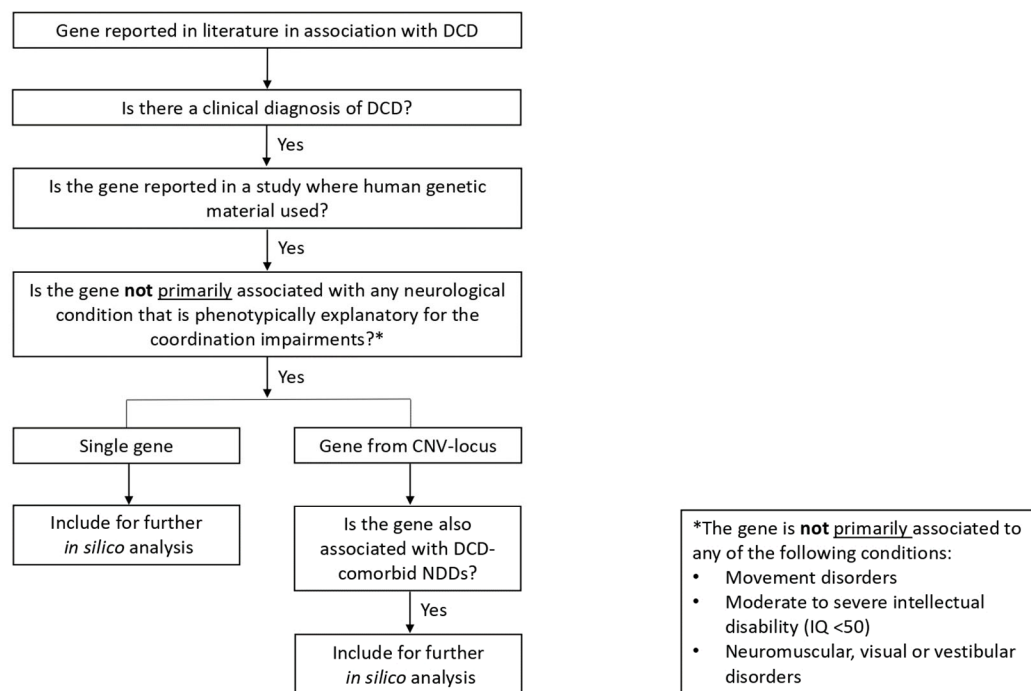 Gene reported in literature in association with DCD
Is there a clinical diagnosis of DCD?
Yes
Is the gene reported in a study where human genetic
material used?
Yes
Is the gene not primarily associated with any neurological
condition that is phenotypically explanatory for the
coordination impairments?*
Yes
Single gene
Gene from CNV-locus
Include for further
in silico analysis
Is the gene also
associated with DCD-
comorbid NDDs?
Yes
Include for further
in silico analysis
*The gene is not primarily associated to
any of the following conditions:
• Movement disorders
• Moderate to severe intellectual
disability (IQ <50)
• Neuromuscular, visual or vestibular
disorders